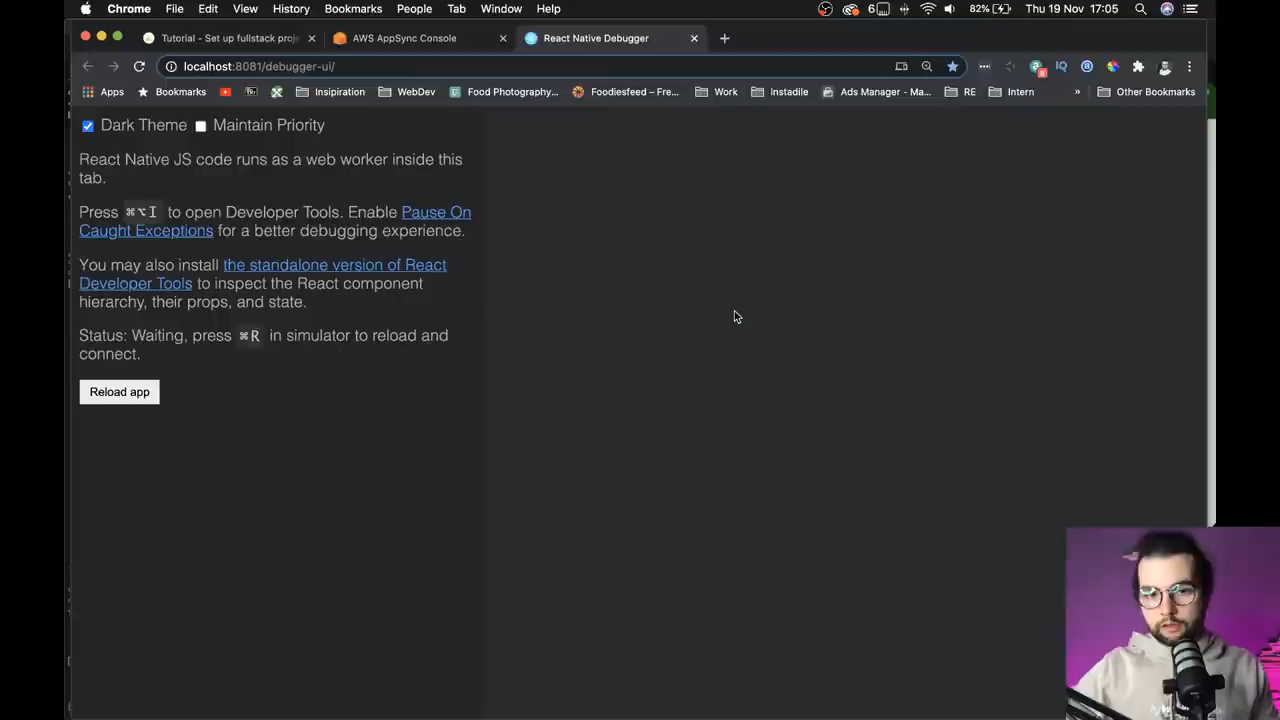 Chrome File Edit View History Bookmarks People Tab Window Help 6 82% Thu 19 Nov 17:05
Tutorial - Set up fullstack proje AWS AppSync Console React Native Debugger
localhost:8081/debugger-ui/
Apps Bookmarks Inspiration WebDev Food Photography... Foodiesfeed – Fre... Work Instadile Ads Manager - Ma... RE Intern » Other Bookmarks
Dark Theme Maintain Priority
React Native JS code runs as a web worker inside this
tab.
Press ⌘⌥I to open Developer Tools. Enable Pause On
Caught Exceptions for a better debugging experience.
You may also install the standalone version of React
Developer Tools to inspect the React component
hierarchy, their props, and state.
Status: Waiting, press ⌘R in simulator to reload and
connect.
Reload app